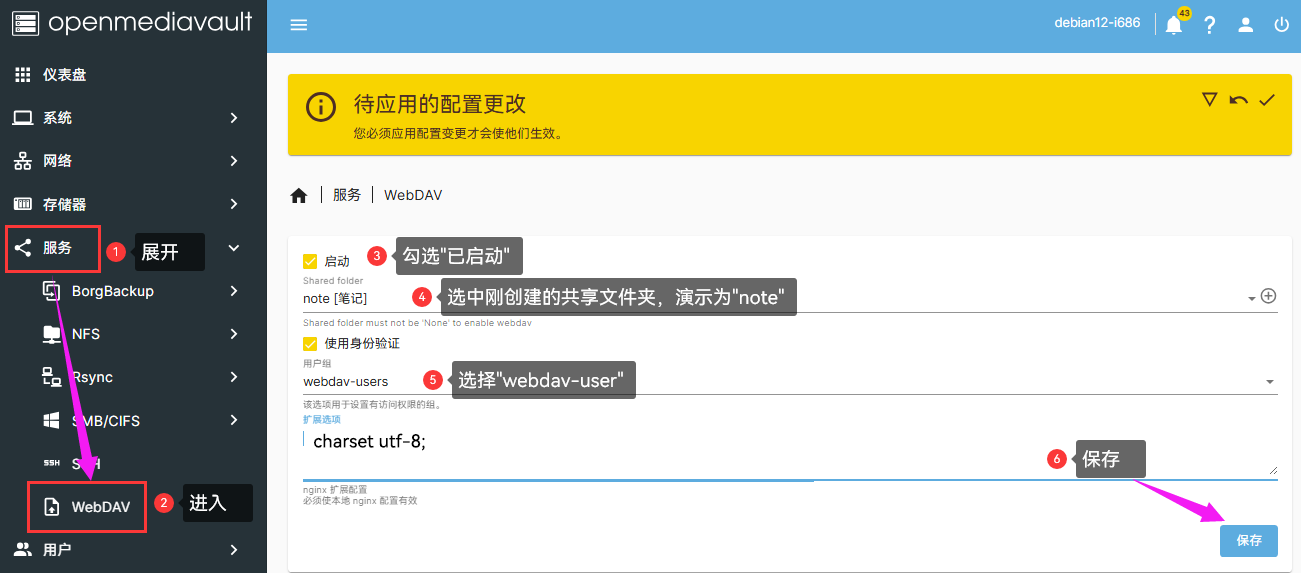 openmediavault
debian12-i686
43
仪表盘
系统
网络
存储器
服务
1 展开
BorgBackup
NFS
Rsync
SMB/CIFS
SSH
SSH
WebDAV
2 进入
用户
待应用的配置更改
您必须应用配置变更才会使他们生效。
服务 | WebDAV
启动
3 勾选"已启动"
Shared folder
note [笔记]
4 选中刚创建的共享文件夹，演示为"note"
Shared folder must not be 'None' to enable webdav
使用身份验证
用户组
webdav-users
5 选择"webdav-user"
该选项用于设置有访问权限的组。
扩展选项
charset utf-8;
6 保存
nginx 扩展配置
必须使本地 nginx 配置有效
保存